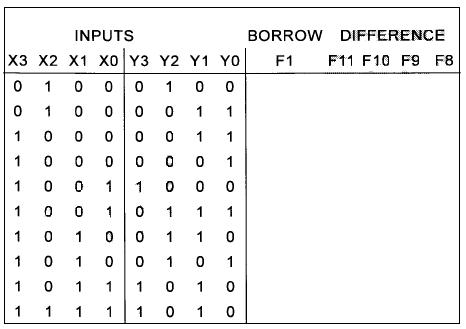 INPUTS BORROW DIFFERENCE
X3 X2 X1 X0 Y3 Y2 Y1 Y0 F1 F11 F10 F9 F8
0 1 0 0 0 1 0 0
0 1 0 0 0 0 1 1
1 0 0 0 0 0 1 1
1 0 0 0 0 0 0 1
1 0 0 1 1 0 0 0
1 0 0 1 0 1 1 1
1 0 1 0 0 1 1 0
1 0 1 0 0 1 0 1
1 0 1 1 1 0 1 0
1 1 1 1 1 0 1 0